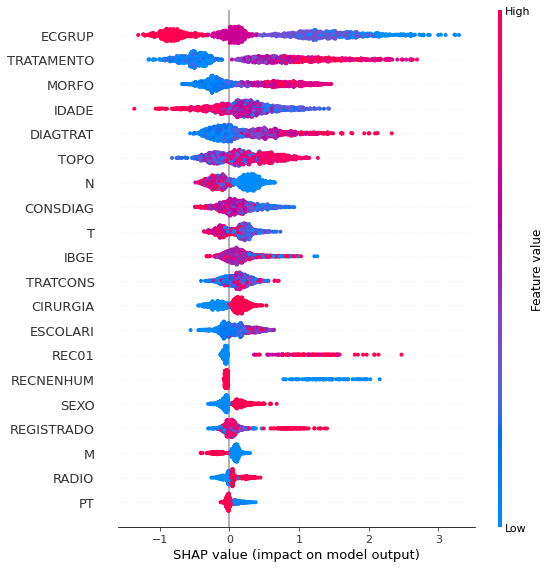 High
ECGRUP
TRATAMENTO
MORFO
IDADE
DIAGTRAT
TOPO
N
CONSDIAG
T
IBGE
TRATCONS
CIRURGIA
ESCOLARI
REC01
RECNENHUM
SEXO
REGISTRADO
M
RADIO
PT
Feature value
Low
−1 0 1 2 3
SHAP value (impact on model output)